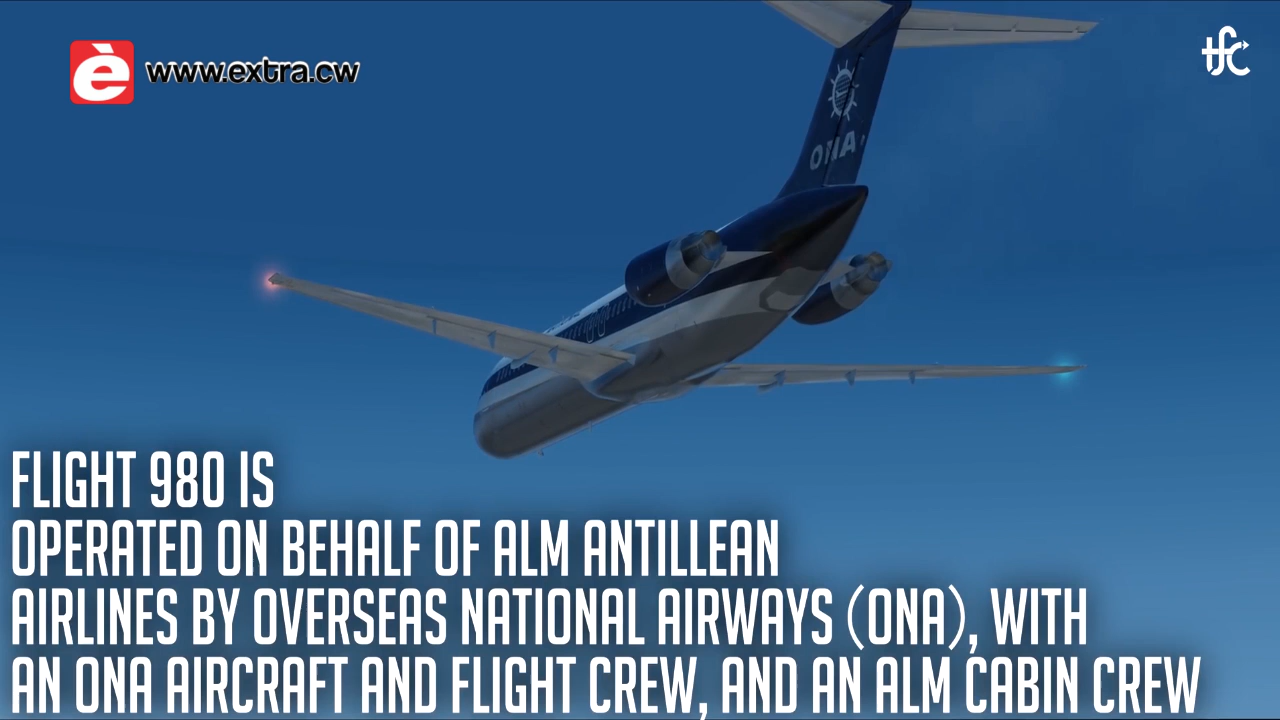 è www.extra.cw
tfc
ONA
FLIGHT 980 IS
OPERATED ON BEHALF OF ALM ANTILLEAN
AIRLINES BY OVERSEAS NATIONAL AIRWAYS (ONA), WITH
AN ONA AIRCRAFT AND FLIGHT CREW, AND AN ALM CABIN CREW